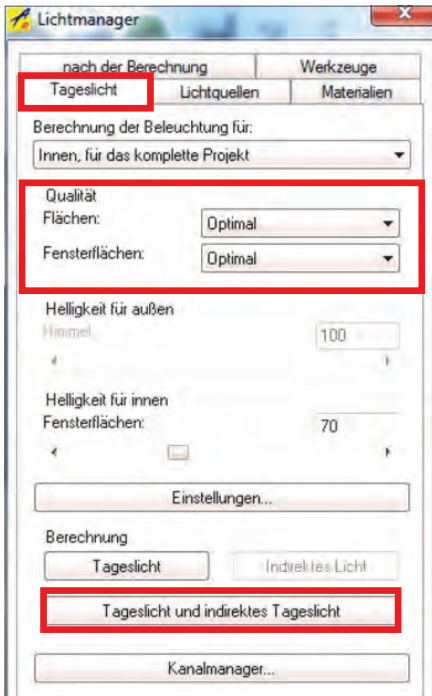 Lichtmanager
nach der Berechnung Werkzeuge
Tageslicht Lichtquellen Materialien
Berechnung der Beleuchtung für:
Innen, für das komplette Projekt
Qualität
Flächen: Optimal
Fensterflächen: Optimal
Helligkeit für außen
Himmel: 100
Helligkeit für innen
Fensterflächen: 70
Einstellungen...
Berechnung
Tageslicht Indirektes Licht
Tageslicht und indirektes Tageslicht
Kanalmanager...